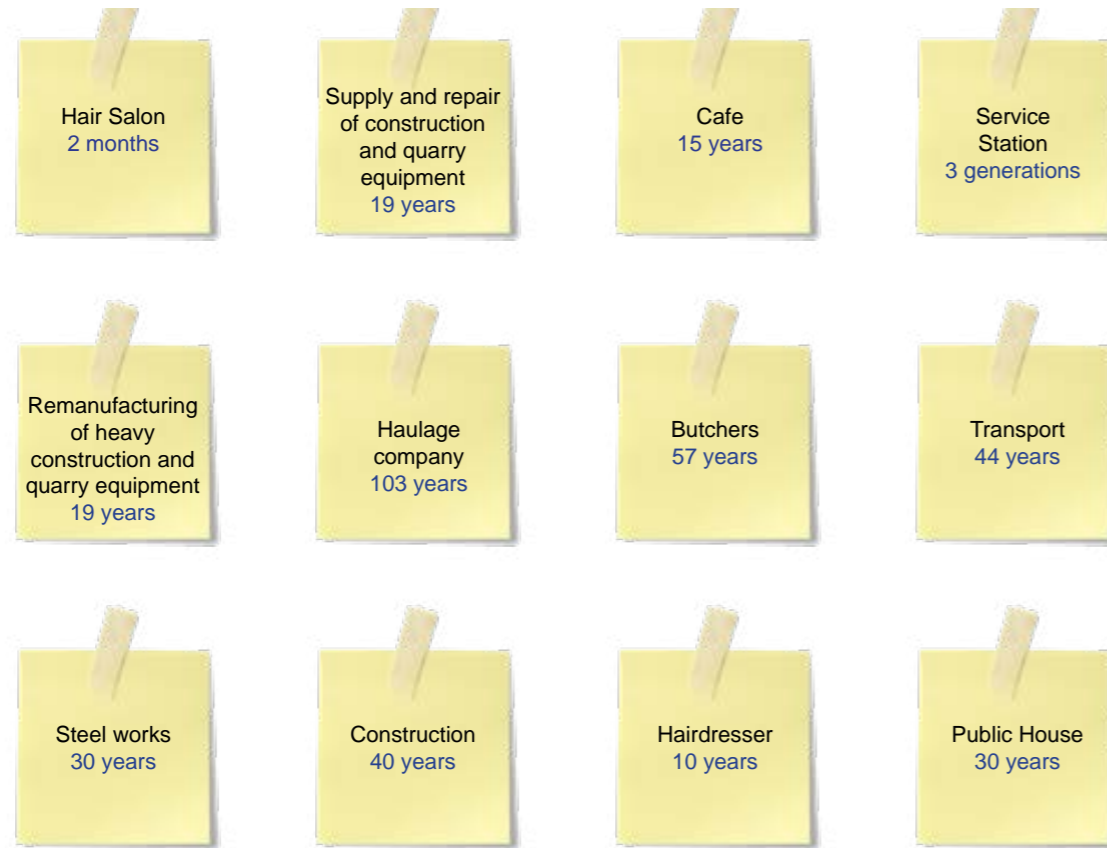 Hair Salon
2 months
Supply and repair
of construction
and quarry
equipment
19 years
Cafe
15 years
Service
Station
3 generations
Remanufacturing
of heavy
construction and
quarry equipment
19 years
Haulage
company
103 years
Butchers
57 years
Transport
44 years
Steel works
30 years
Construction
40 years
Hairdresser
10 years
Public House
30 years